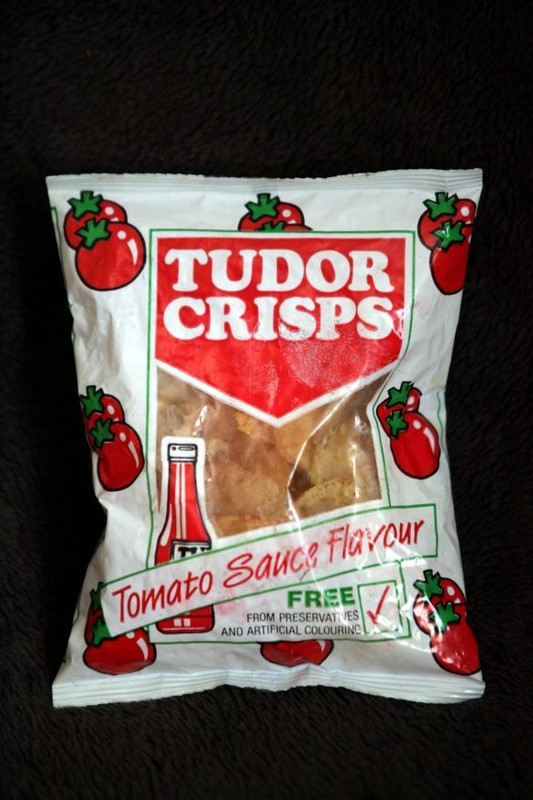 TUDOR
CRISPS
Tomato Sauce Flavour
FREE
FROM PRESERVATIVES
AND ARTIFICIAL COLOURING